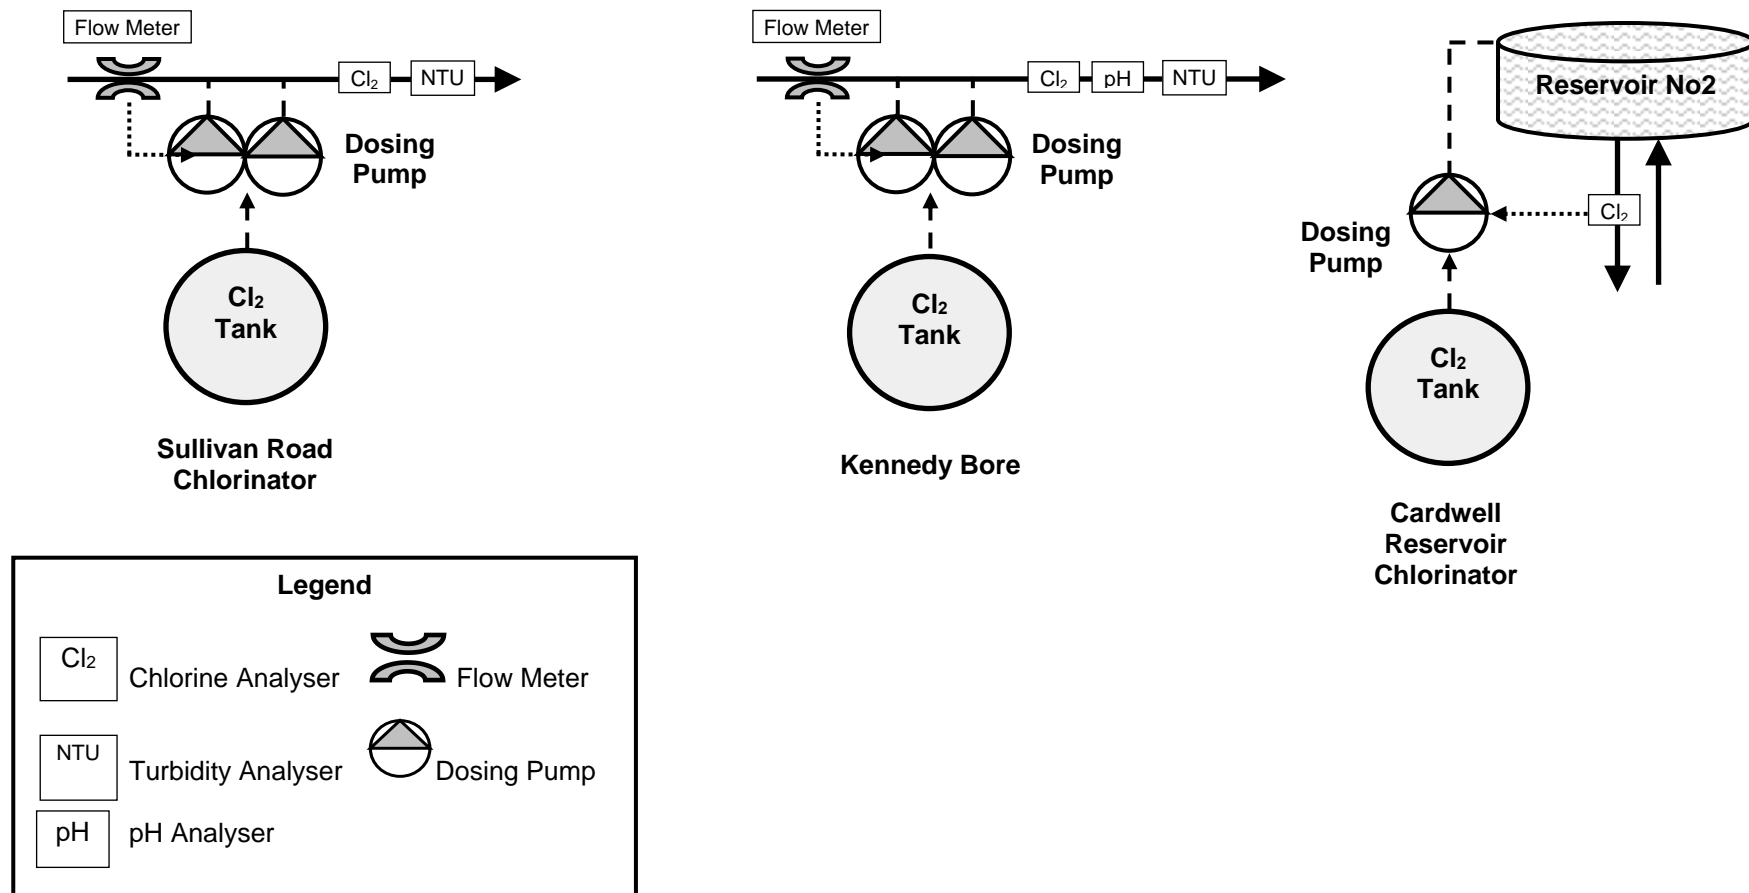 Flow Meter
Cl₂
NTU
Dosing
Pump
Cl₂
Tank
Sullivan Road
Chlorinator
Flow Meter
Cl₂
pH
NTU
Dosing
Pump
Cl₂
Tank
Kennedy Bore
Reservoir No2
Cl₂
Dosing
Pump
Cl₂
Tank
Cardwell
Reservoir
Chlorinator
Legend
Cl₂
Chlorine Analyser
Flow Meter
NTU
Turbidity Analyser
Dosing Pump
pH
pH Analyser